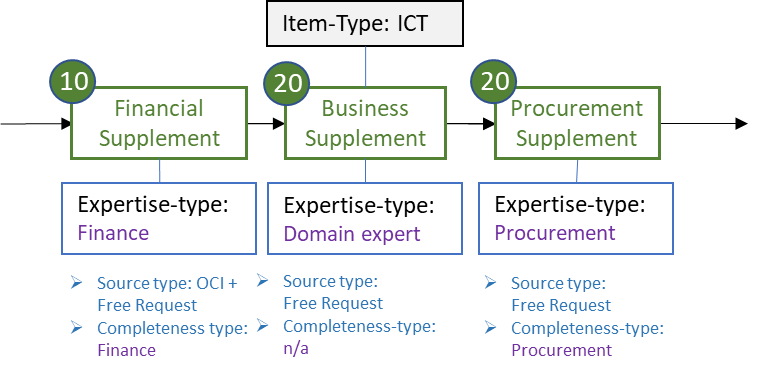 Item-Type: ICT
10
Financial
Supplement
20
Business
Supplement
20
Procurement
Supplement
Expertise-type:
Finance
Expertise-type:
Domain expert
Expertise-type:
Procurement
Source type: OCI +
Free Request
Completeness type:
Finance
Source type:
Free Request
Completeness-type:
n/a
Source type:
Free Request
Completeness-type:
Procurement